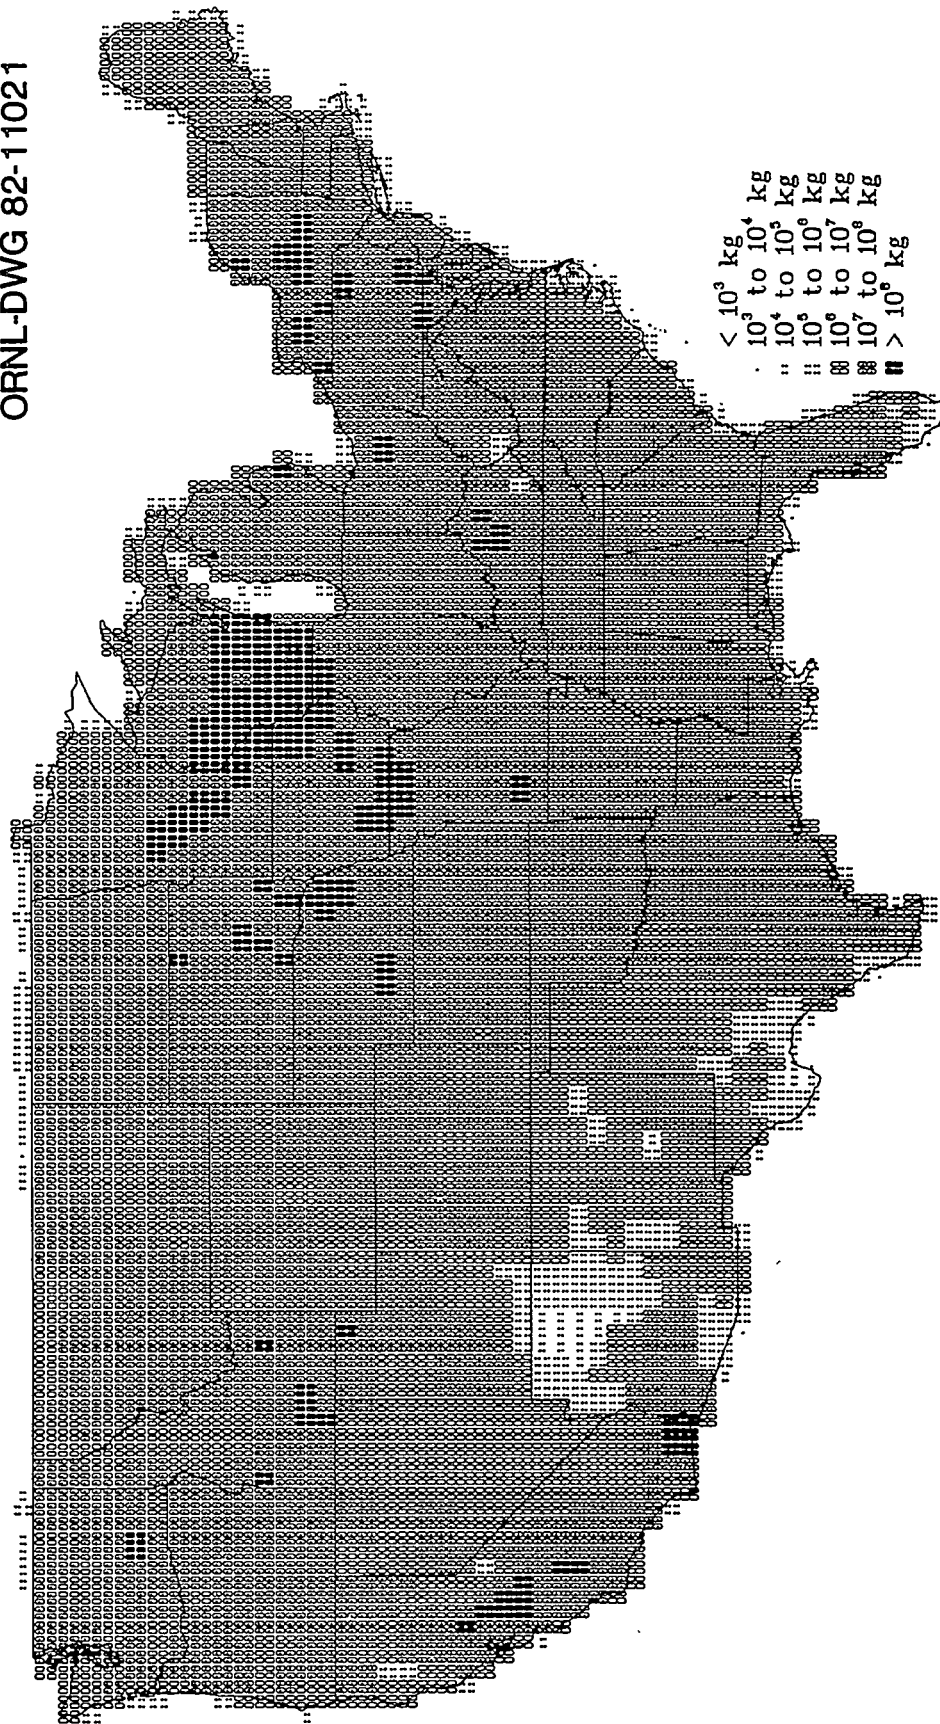 ORNL-DWG 82-11021
< 10³ kg
10³ to 10⁴ kg
10⁴ to 10⁵ kg
10⁵ to 10⁶ kg
10⁶ to 10⁷ kg
10⁷ to 10⁸ kg
> 10⁸ kg